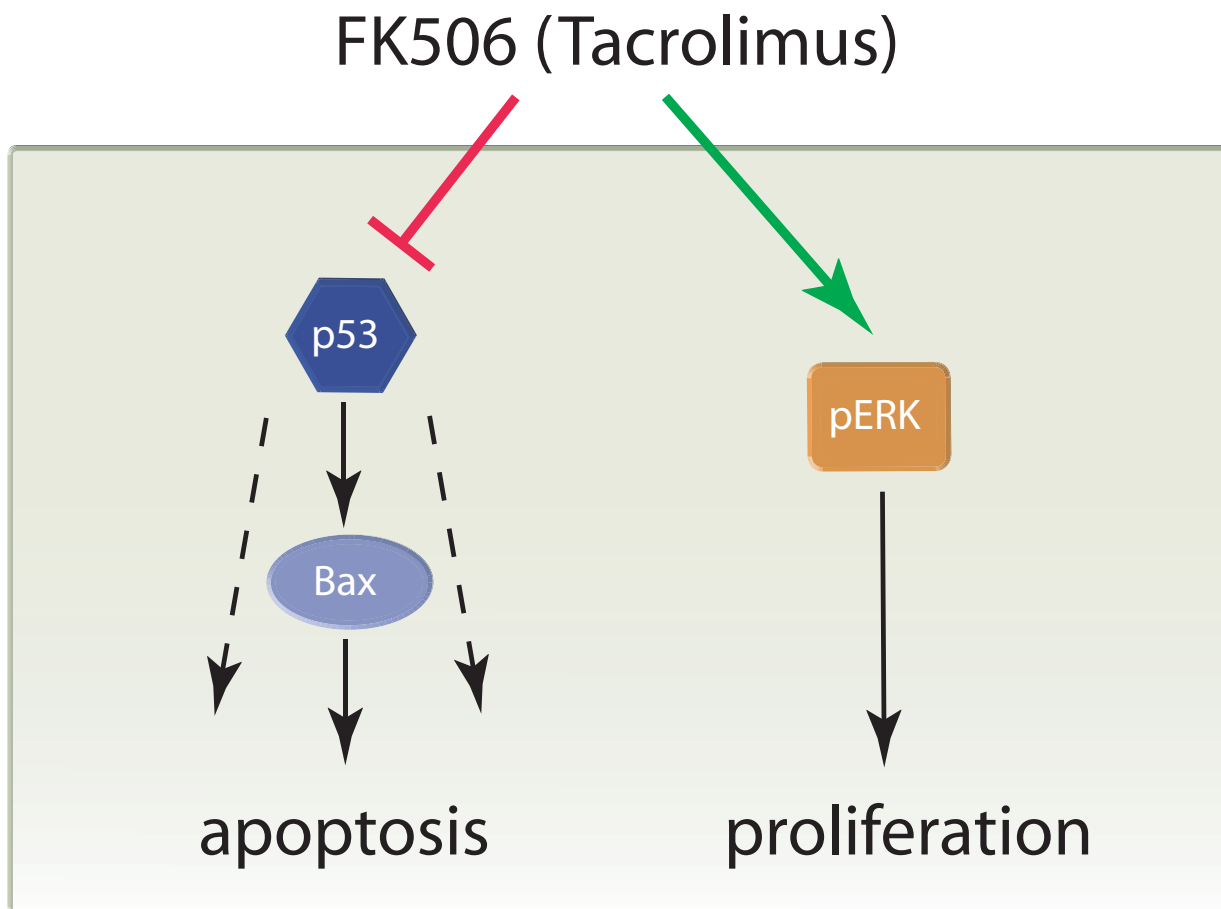 FK506 (Tacrolimus)
p53
pERK
Bax
apoptosis
proliferation